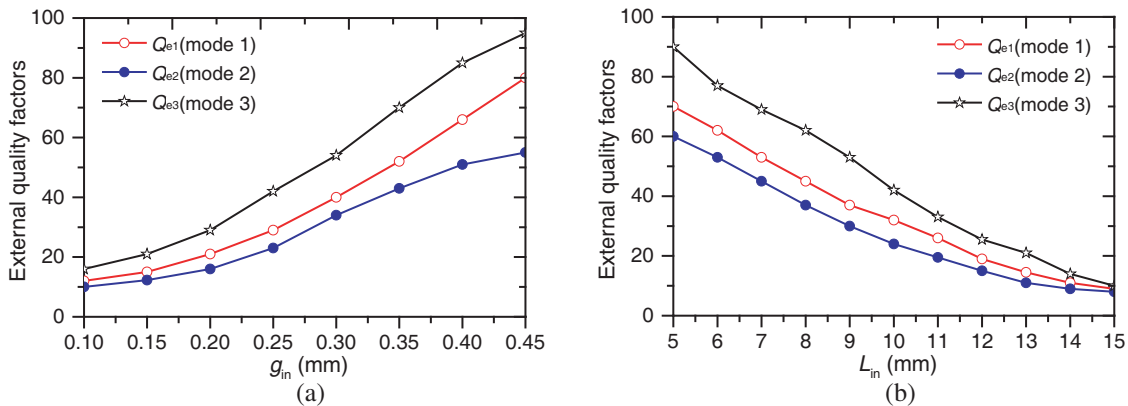 External quality factors
100
80
60
40
20
0
Qe1(mode 1)
Qe2(mode 2)
Qe3(mode 3)
0.10 0.15 0.20 0.25 0.30 0.35 0.40 0.45
gin (mm)
(a)
External quality factors
100
80
60
40
20
0
Qe1(mode 1)
Qe2(mode 2)
Qe3(mode 3)
5 6 7 8 9 10 11 12 13 14 15
Lin (mm)
(b)